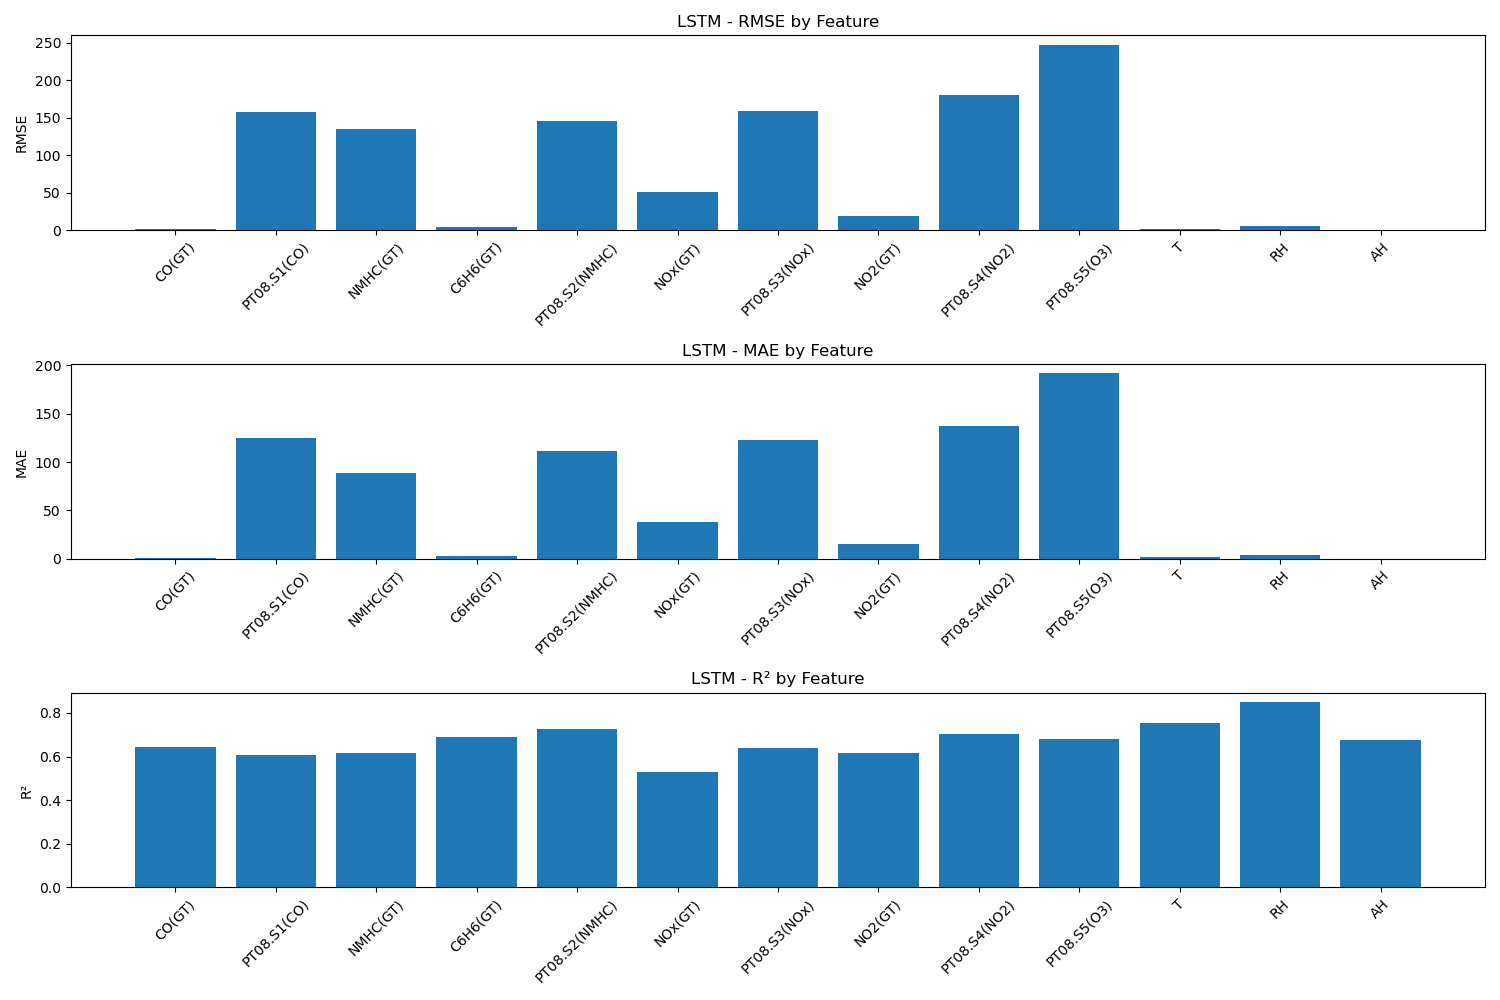 LSTM - RMSE by Feature
RMSE
250
200
150
100
50
0
CO(GT)
PT08.S1(CO)
NMHC(GT)
C6H6(GT)
PT08.S2(NMHC)
NOx(GT)
PT08.S3(NOx)
NO2(GT)
PT08.S4(NO2)
PT08.S5(O3)
T
RH
AH
LSTM - MAE by Feature
MAE
200
150
100
50
0
CO(GT)
PT08.S1(CO)
NMHC(GT)
C6H6(GT)
PT08.S2(NMHC)
NOx(GT)
PT08.S3(NOx)
NO2(GT)
PT08.S4(NO2)
PT08.S5(O3)
T
RH
AH
LSTM - R² by Feature
R²
0.8
0.6
0.4
0.2
0.0
CO(GT)
PT08.S1(CO)
NMHC(GT)
C6H6(GT)
PT08.S2(NMHC)
NOx(GT)
PT08.S3(NOx)
NO2(GT)
PT08.S4(NO2)
PT08.S5(O3)
T
RH
AH